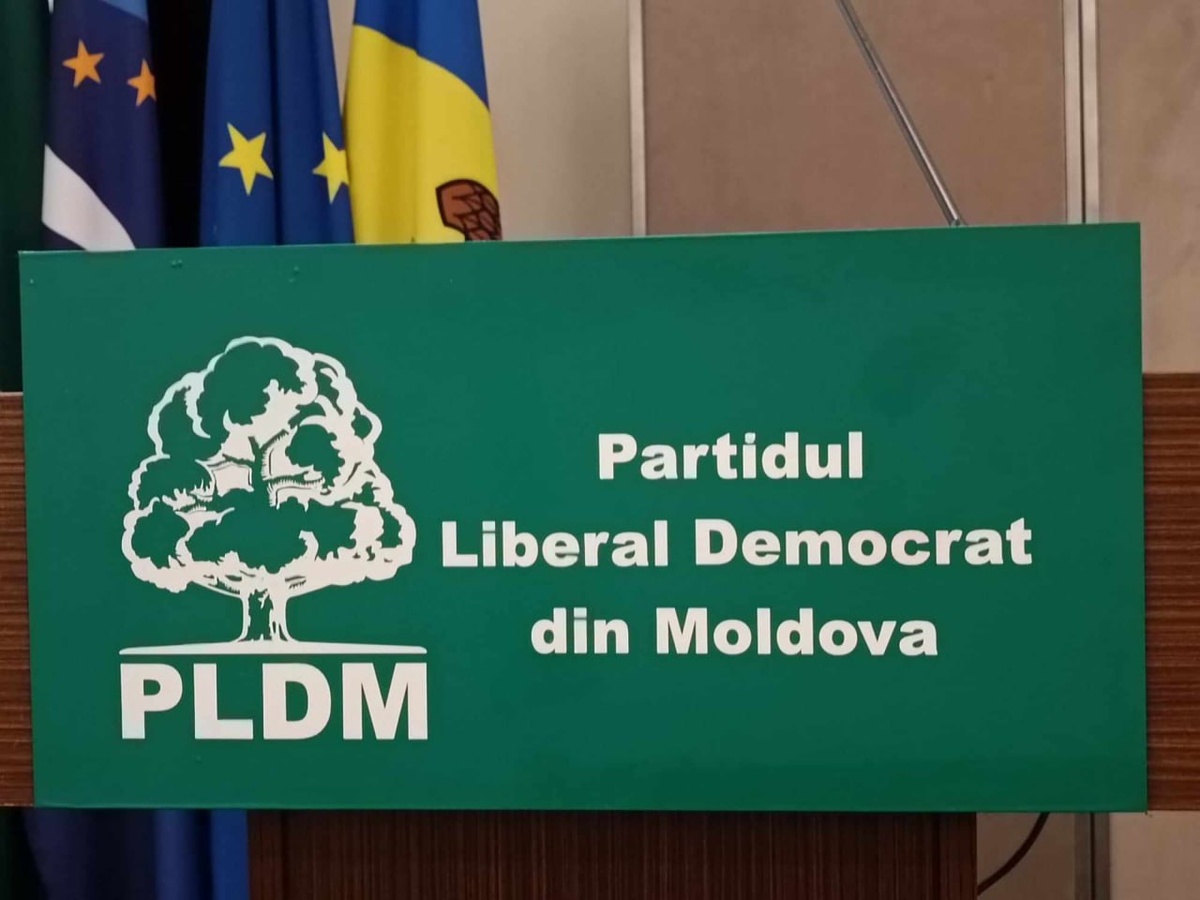 Partidul
Liberal Democrat
din Moldova
PLDM